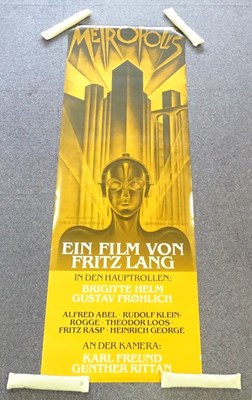 METROPOLIS
EIN FILM VON
FRITZ LANG
IN DEN HAUPTROLLEN:
BRIGITTE HELM
GUSTAV FRÖHLICH
ALFRED ABEL · RUDOLF KLEIN-
ROGGE · THEODOR LOOS ·
FRITZ RASP · HEINRICH GEORGE
AN DER KAMERA:
KARL FREUND
GÜNTHER RITTAU